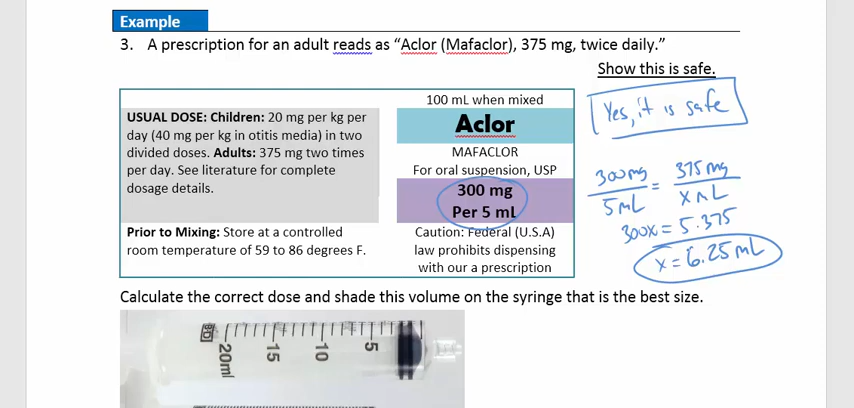 Example
3. A prescription for an adult reads as “Aclor (Mafaclor), 375 mg, twice daily.”
Show this is safe.
Yes, it is safe
USUAL DOSE: Children: 20 mg per kg per
day (40 mg per kg in otitis media) in two
divided doses. Adults: 375 mg two times
per day. See literature for complete
dosage details.
Prior to Mixing: Store at a controlled
room temperature of 59 to 86 degrees F.
100 mL when mixed
Aclor
MAFACLOR
For oral suspension, USP
300 mg
Per 5 mL
Caution: Federal (U.S.A)
law prohibits dispensing
with our a prescription
300mg = 375 mg
5mL x mL
300x = 5.375
x = 6.25 mL
Calculate the correct dose and shade this volume on the syringe that is the best size.
BD
20ml 15 10 5